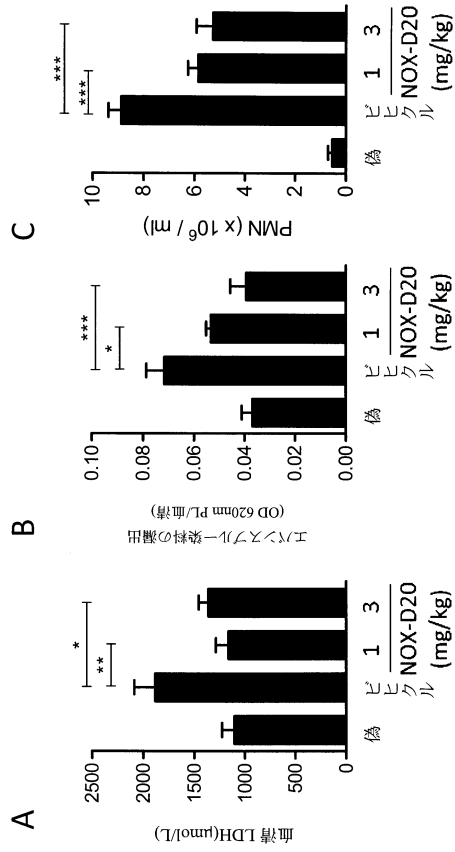 A
血清 LDH(μmol/L)
2500
2000
1500
1000
500
0
*
**
偽
ビヒクル
1
3
NOX-D20
(mg/kg)
B
エバンスブルー染料の漏出
(OD 620nm PL/血清)
0.10
0.08
0.06
0.04
0.02
0.00
***
*
偽
ビヒクル
1
3
NOX-D20
(mg/kg)
C
PMN (x 10⁶ / ml)
10
8
6
4
2
0
***
***
偽
ビヒクル
1
3
NOX-D20
(mg/kg)